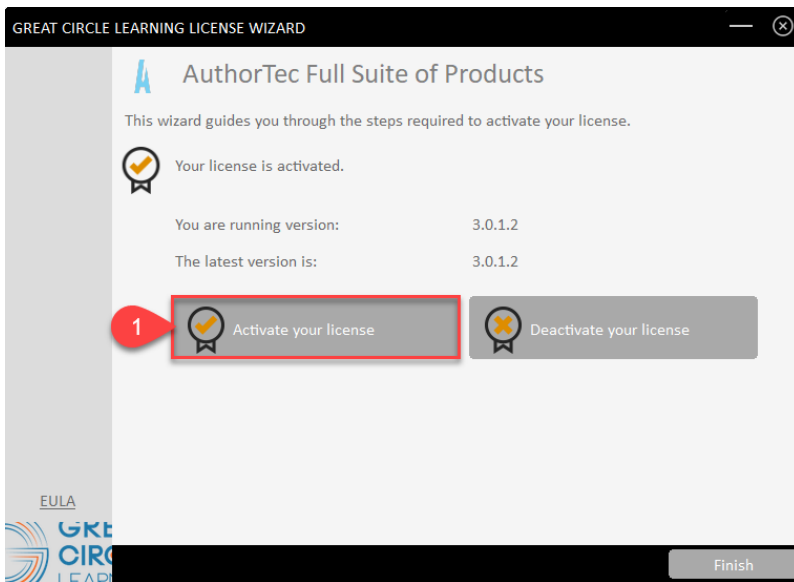 GREAT CIRCLE LEARNING LICENSE WIZARD
AuthorTec Full Suite of Products
This wizard guides you through the steps required to activate your license.
Your license is activated.
You are running version: 3.0.1.2
The latest version is: 3.0.1.2
1
Activate your license
Deactivate your license
EULA
CIRC
Finish